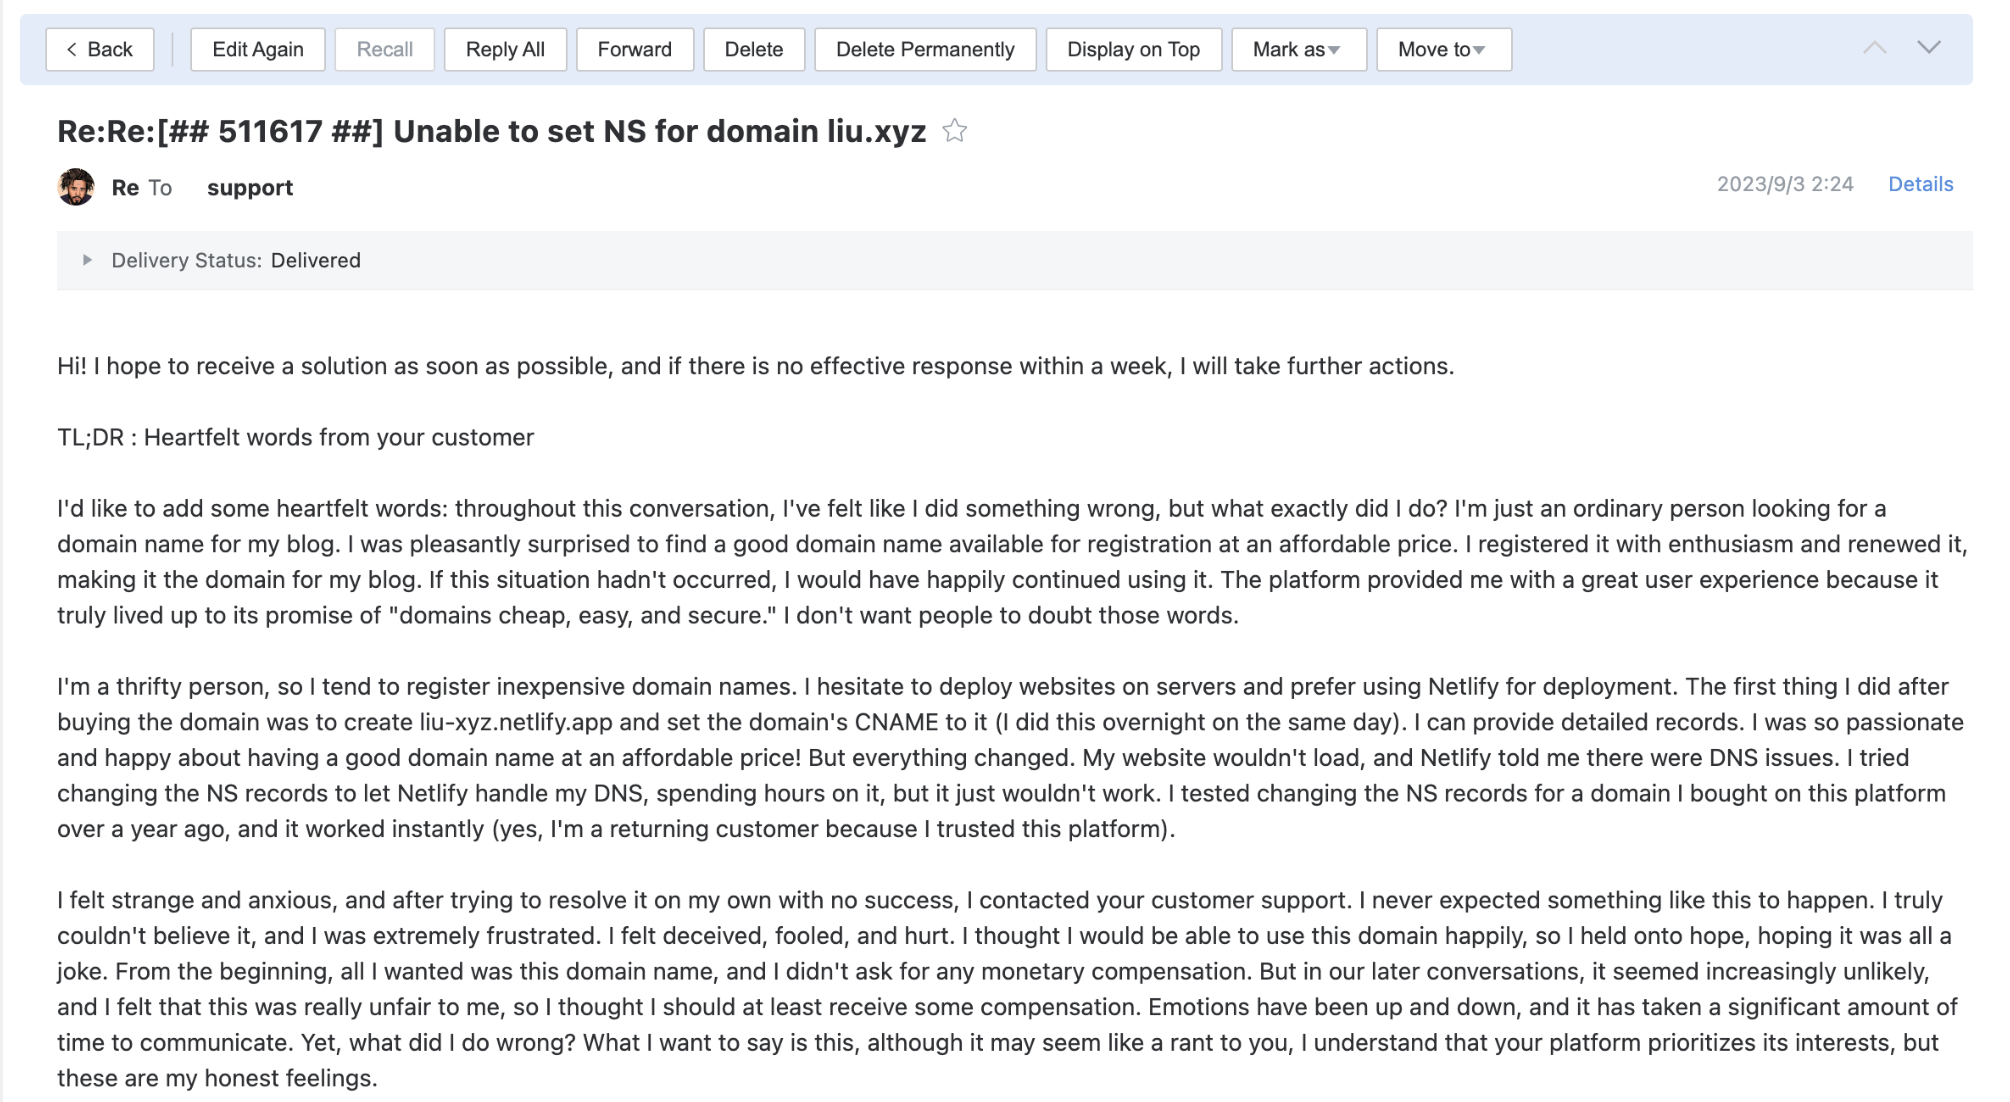 Back
Edit Again
Recall
Reply All
Forward
Delete
Delete Permanently
Display on Top
Mark as
Move to
Re:Re:[## 511617 ##] Unable to set NS for domain liu.xyz
Re To support
2023/9/3 2:24 Details
Delivery Status: Delivered
Hi! I hope to receive a solution as soon as possible, and if there is no effective response within a week, I will take further actions.
TL;DR : Heartfelt words from your customer
I'd like to add some heartfelt words: throughout this conversation, I've felt like I did something wrong, but what exactly did I do? I'm just an ordinary person looking for a
domain name for my blog. I was pleasantly surprised to find a good domain name available for registration at an affordable price. I registered it with enthusiasm and renewed it,
making it the domain for my blog. If this situation hadn't occurred, I would have happily continued using it. The platform provided me with a great user experience because it
truly lived up to its promise of "domains cheap, easy, and secure." I don't want people to doubt those words.
I'm a thrifty person, so I tend to register inexpensive domain names. I hesitate to deploy websites on servers and prefer using Netlify for deployment. The first thing I did after
buying the domain was to create liu-xyz.netlify.app and set the domain's CNAME to it (I did this overnight on the same day). I can provide detailed records. I was so passionate
and happy about having a good domain name at an affordable price! But everything changed. My website wouldn't load, and Netlify told me there were DNS issues. I tried
changing the NS records to let Netlify handle my DNS, spending hours on it, but it just wouldn't work. I tested changing the NS records for a domain I bought on this platform
over a year ago, and it worked instantly (yes, I'm a returning customer because I trusted this platform).
I felt strange and anxious, and after trying to resolve it on my own with no success, I contacted your customer support. I never expected something like this to happen. I truly
couldn't believe it, and I was extremely frustrated. I felt deceived, fooled, and hurt. I thought I would be able to use this domain happily, so I held onto hope, hoping it was all a
joke. From the beginning, all I wanted was this domain name, and I didn't ask for any monetary compensation. But in our later conversations, it seemed increasingly unlikely,
and I felt that this was really unfair to me, so I thought I should at least receive some compensation. Emotions have been up and down, and it has taken a significant amount of
time to communicate. Yet, what did I do wrong? What I want to say is this, although it may seem like a rant to you, I understand that your platform prioritizes its interests, but
these are my honest feelings.